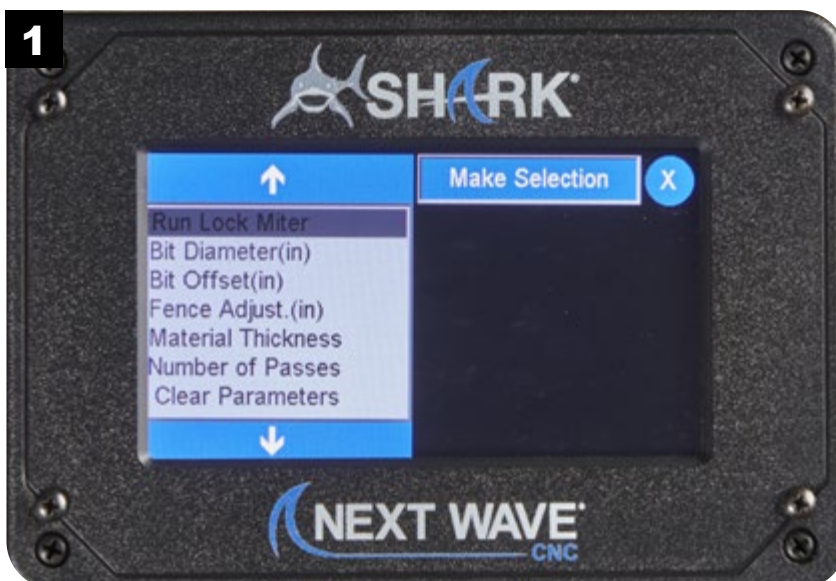 1
SHARK
Make Selection X
Run Lock Miter
Bit Diameter(in)
Bit Offset(in)
Fence Adjust.(in)
Material Thickness
Number of Passes
Clear Parameters
NEXT WAVE
CNC